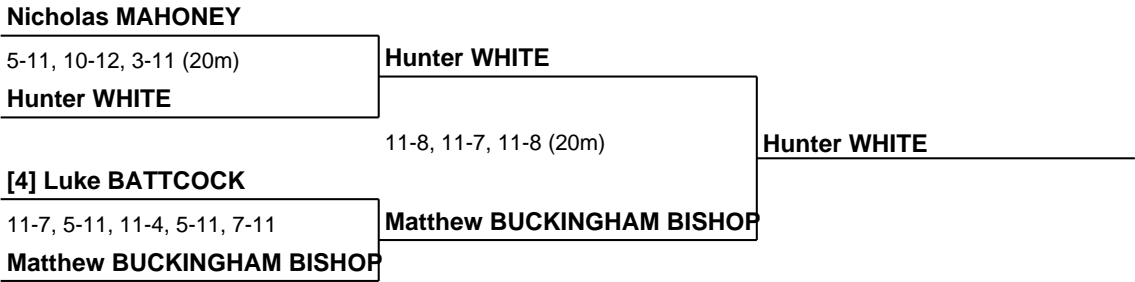 Nicholas MAHONEY
5-11, 10-12, 3-11 (20m)
Hunter WHITE
Hunter WHITE
11-8, 11-7, 11-8 (20m)
Hunter WHITE
[4] Luke BATTCOCK
11-7, 5-11, 11-4, 5-11, 7-11
Matthew BUCKINGHAM BISHOP
Matthew BUCKINGHAM BISHOP